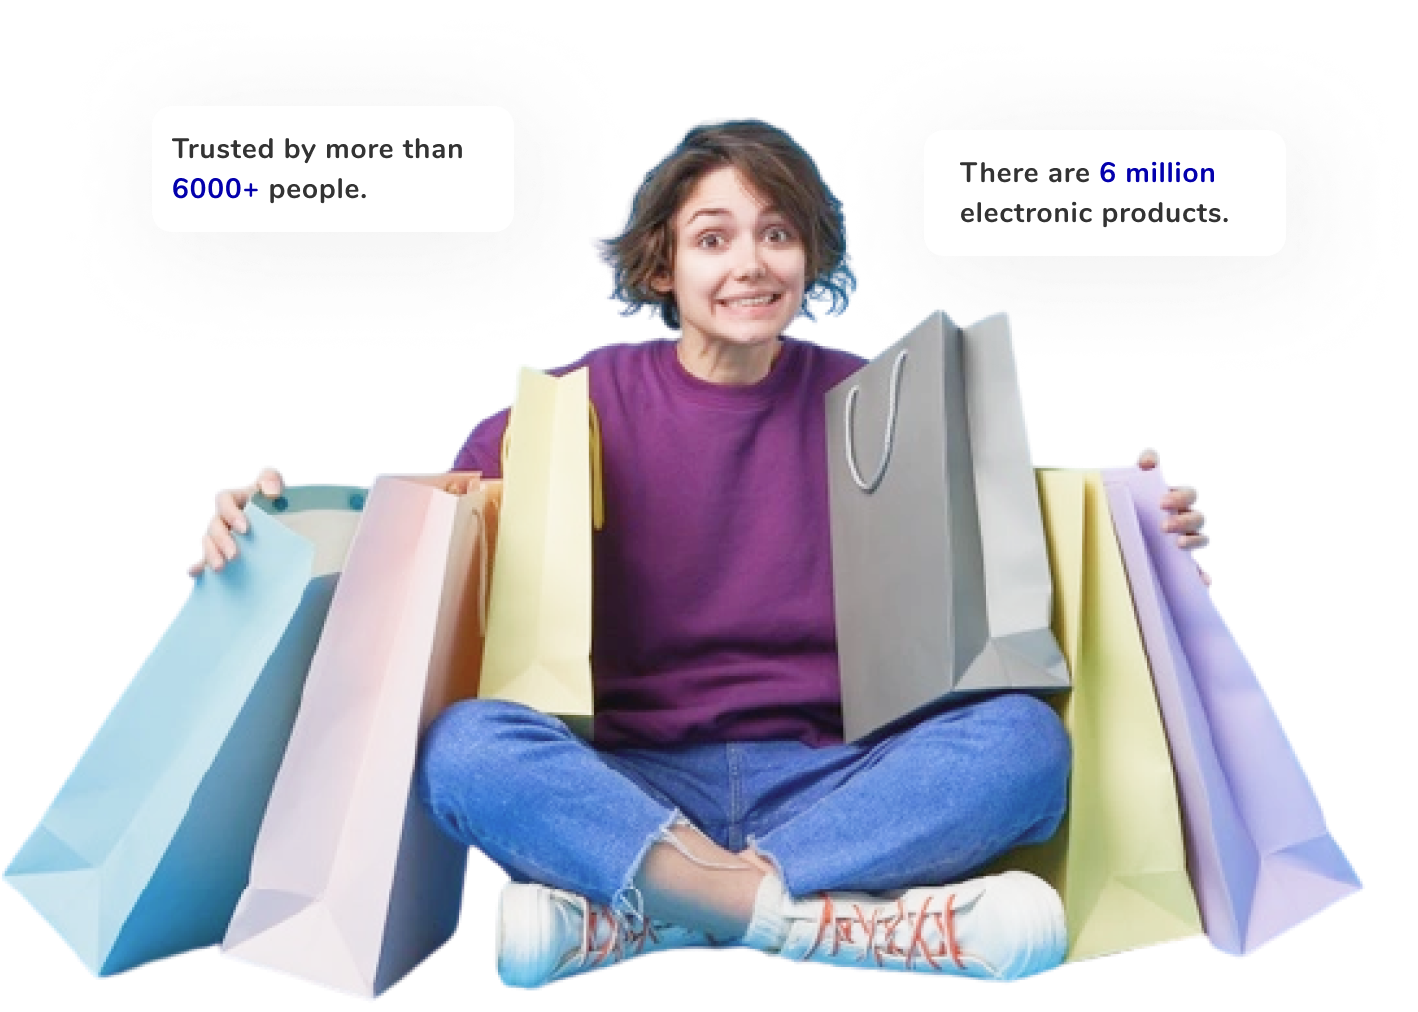 Trusted by more than
6000+ people.
There are 6 million
electronic products.